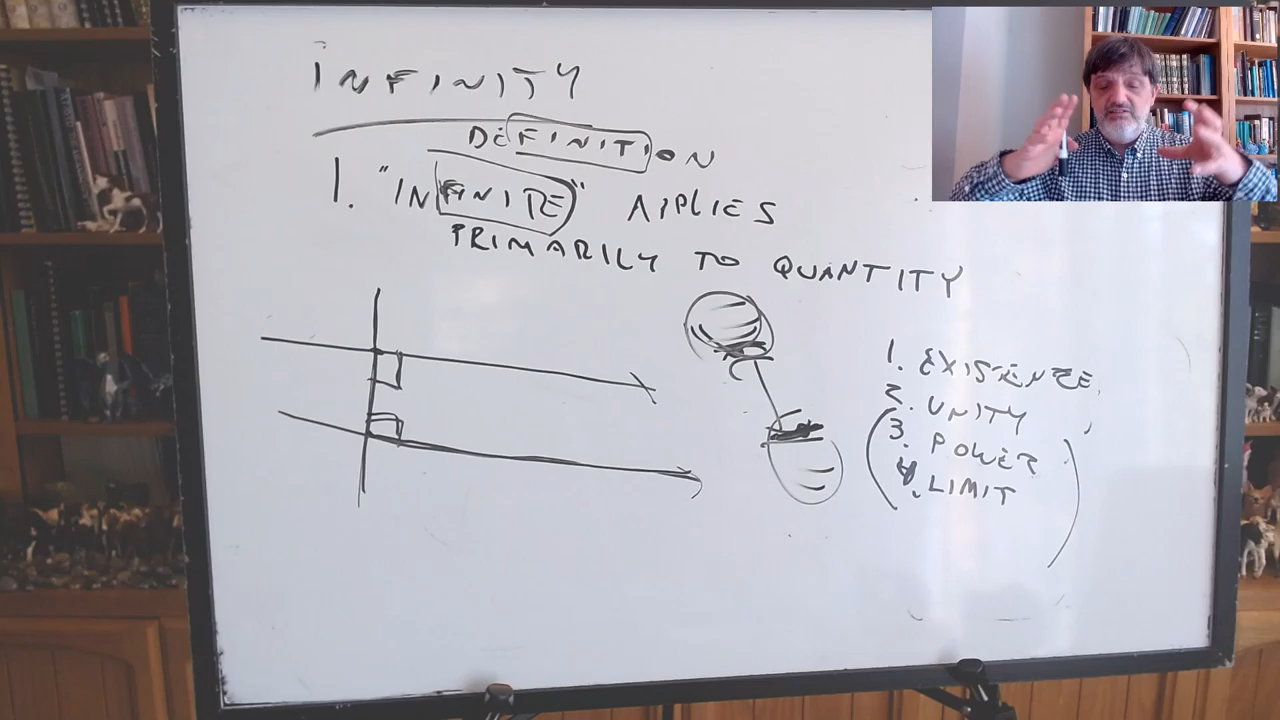 INFINITY
DEFINITION
1. "INFINITE" APPLIES
PRIMARILY TO QUANTITY
1. EXISTENCE
2. UNITY
3. POWER
4. LIMIT